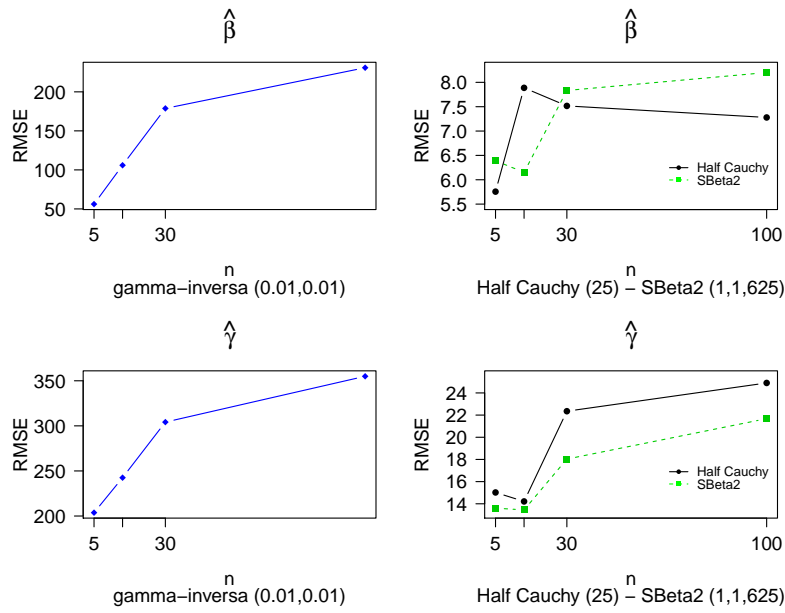 β̂
RMSE
200
150
100
50
5
30
n
gamma−inversa (0.01,0.01)
β̂
RMSE
8.0
7.5
6.5
6.0
5.5
Half Cauchy
SBeta2
5
30
100
n
Half Cauchy (25) − SBeta2 (1,1,625)
γ̂
RMSE
350
300
250
200
5
30
n
gamma−inversa (0.01,0.01)
γ̂
RMSE
24
22
20
18
16
14
Half Cauchy
SBeta2
5
30
100
n
Half Cauchy (25) − SBeta2 (1,1,625)